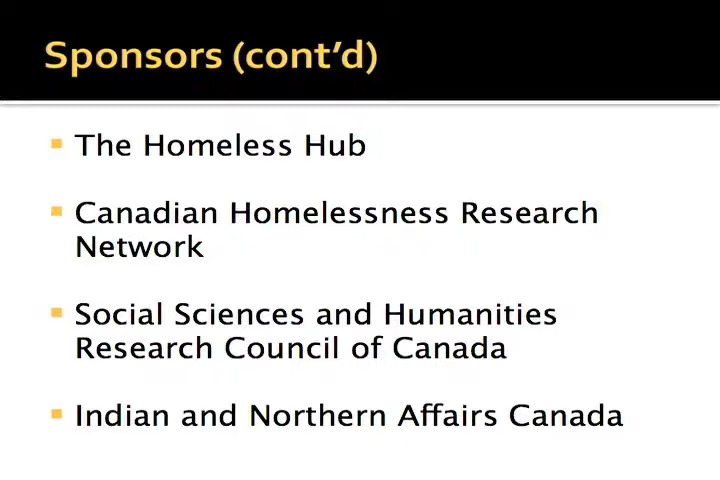 Sponsors (cont’d)
The Homeless Hub
Canadian Homelessness Research
Network
Social Sciences and Humanities
Research Council of Canada
Indian and Northern Affairs Canada